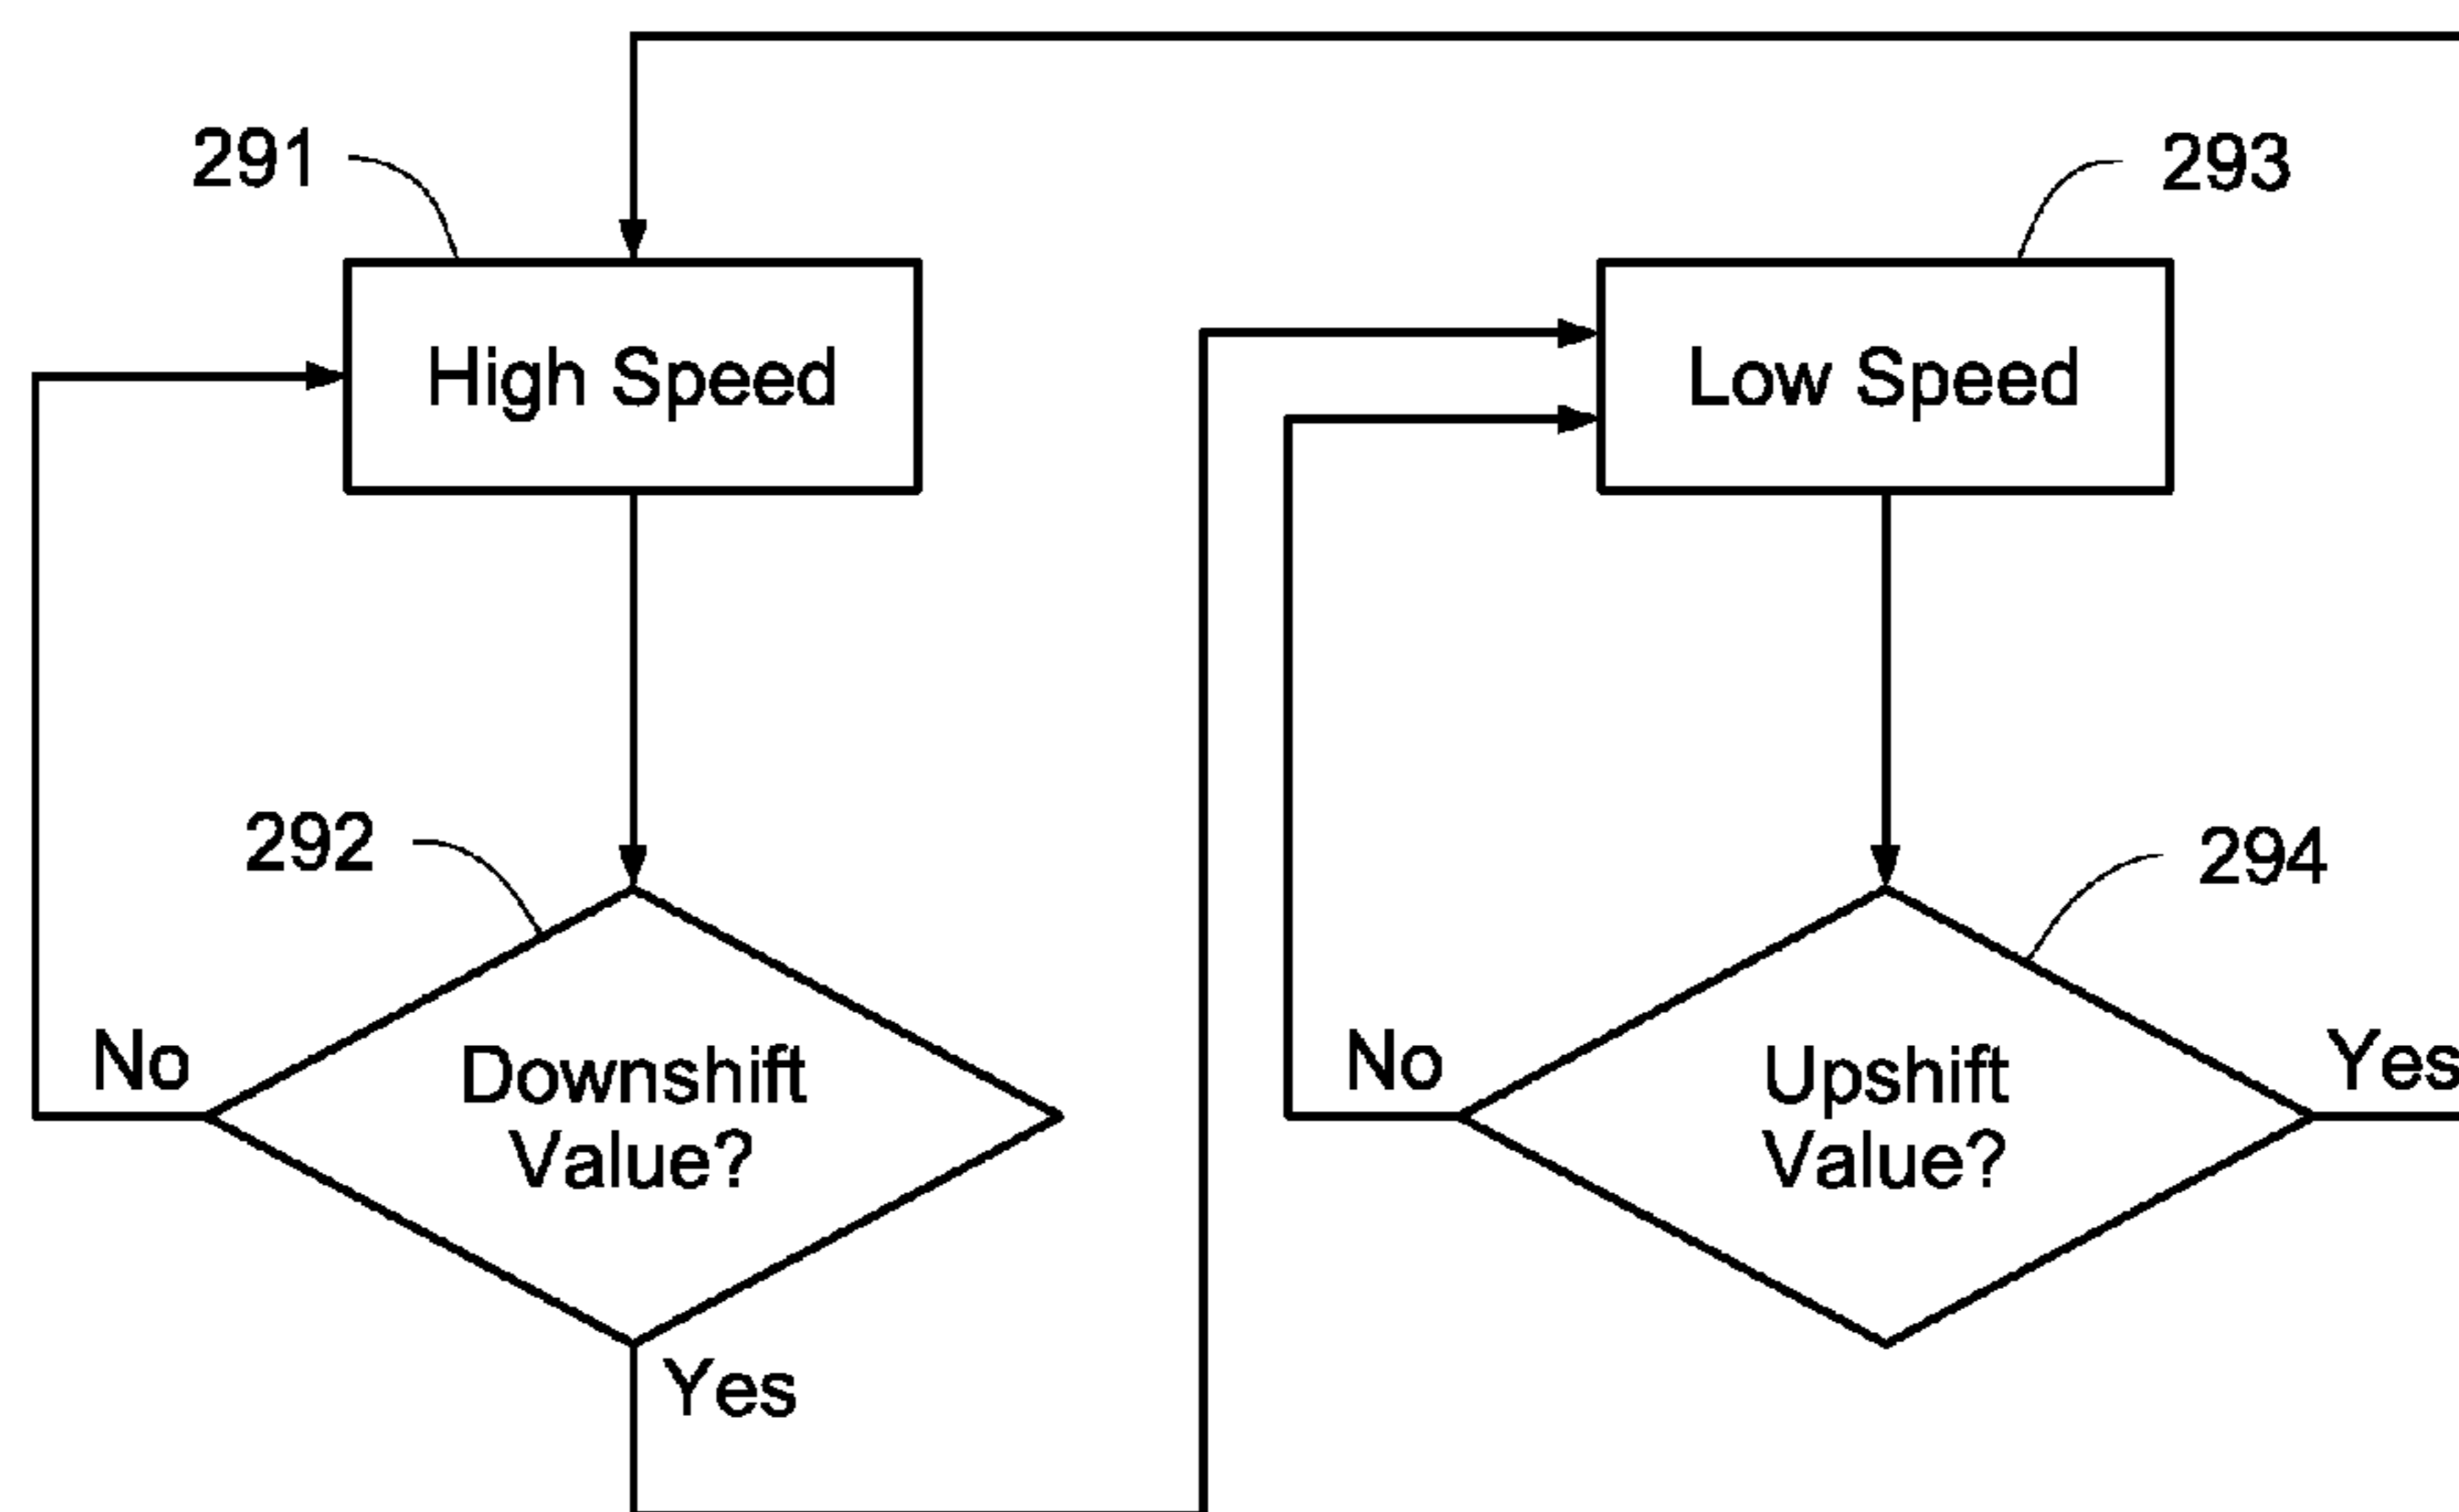 291
High Speed
292
No
Downshift
Value?
Yes
293
Low Speed
294
No
Upshift
Value?
Yes